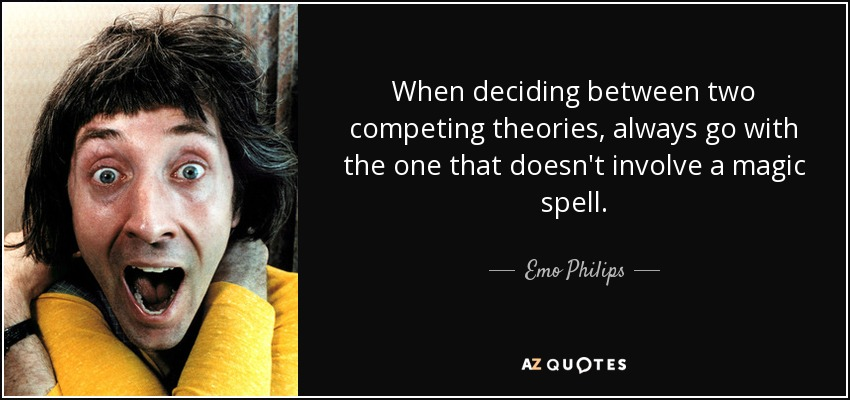 When deciding between two
competing theories, always go with
the one that doesn't involve a magic
spell.
Emo Philips
AZ QUOTES